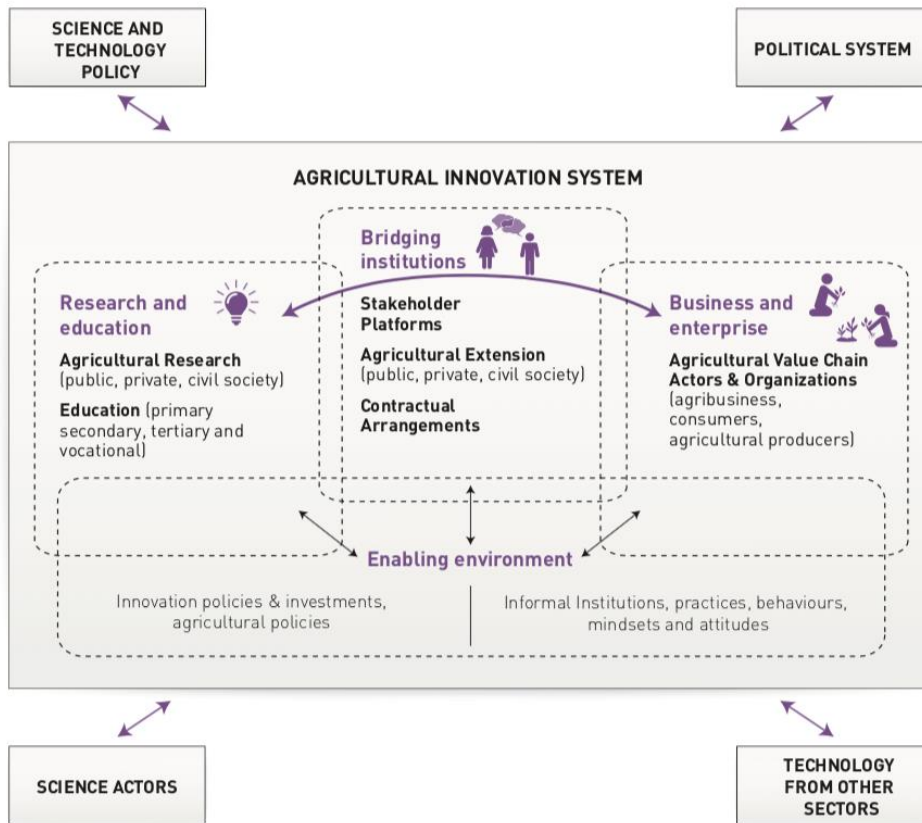 SCIENCE AND
TECHNOLOGY
POLICY
POLITICAL SYSTEM
AGRICULTURAL INNOVATION SYSTEM
Bridging
institutions
Stakeholder
Platforms
Agricultural Extension
(public, private, civil society)
Contractual
Arrangements
Research and
education
Agricultural Research
(public, private, civil society)
Education (primary
secondary, tertiary and
vocational)
Business and
enterprise
Agricultural Value Chain
Actors & Organizations
(agribusiness,
consumers,
agricultural producers)
Enabling environment
Innovation policies & investments,
agricultural policies
Informal Institutions, practices, behaviours,
mindsets and attitudes
SCIENCE ACTORS
TECHNOLOGY
FROM OTHER
SECTORS